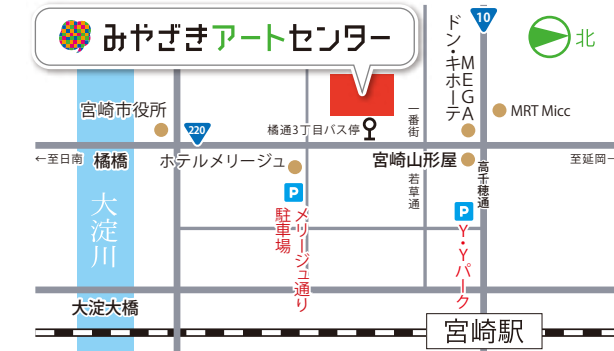 みやざきアートセンター
10
北
ドン・キホーテ
MEGA
MRT Micc
宮崎市役所
220
橘通3丁目バス停
一番街
←至日南
橘橋
ホテルメリージュ
宮崎山形屋
高千穂通
至延岡→
若草通
P
メリージュ通り
駐車場
P
Y・Yパーク
大淀川
大淀大橋
宮崎駅